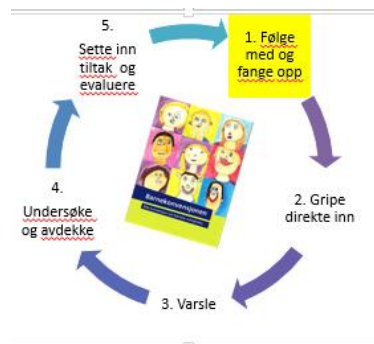 1. Følge
med og
fange opp
2. Gripe
direkte inn
3. Varsle
4.
Undersøke
og avdekke
5.
Sette inn
tiltak og
evaluere
Barnekonvensjonen